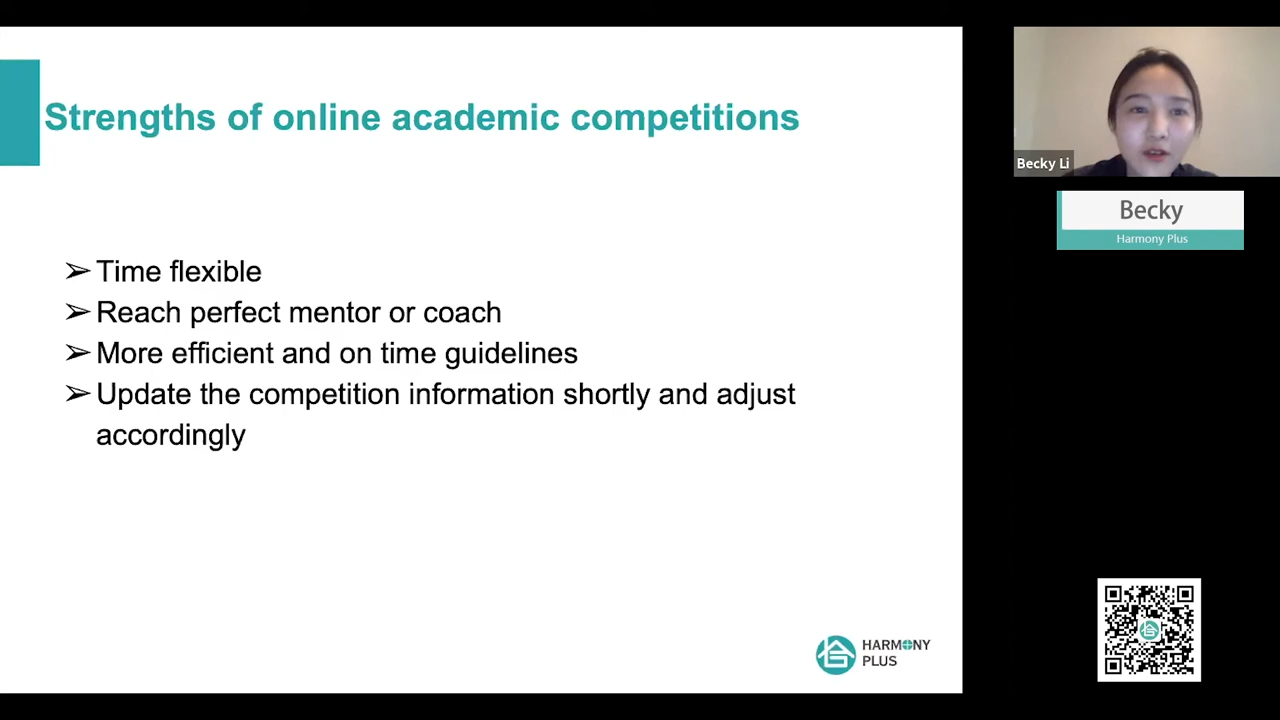 Strengths of online academic competitions
➢ Time flexible
➢ Reach perfect mentor or coach
➢ More efficient and on time guidelines
➢ Update the competition information shortly and adjust
accordingly
HARMONY
PLUS
Becky Li
Becky
Harmony Plus